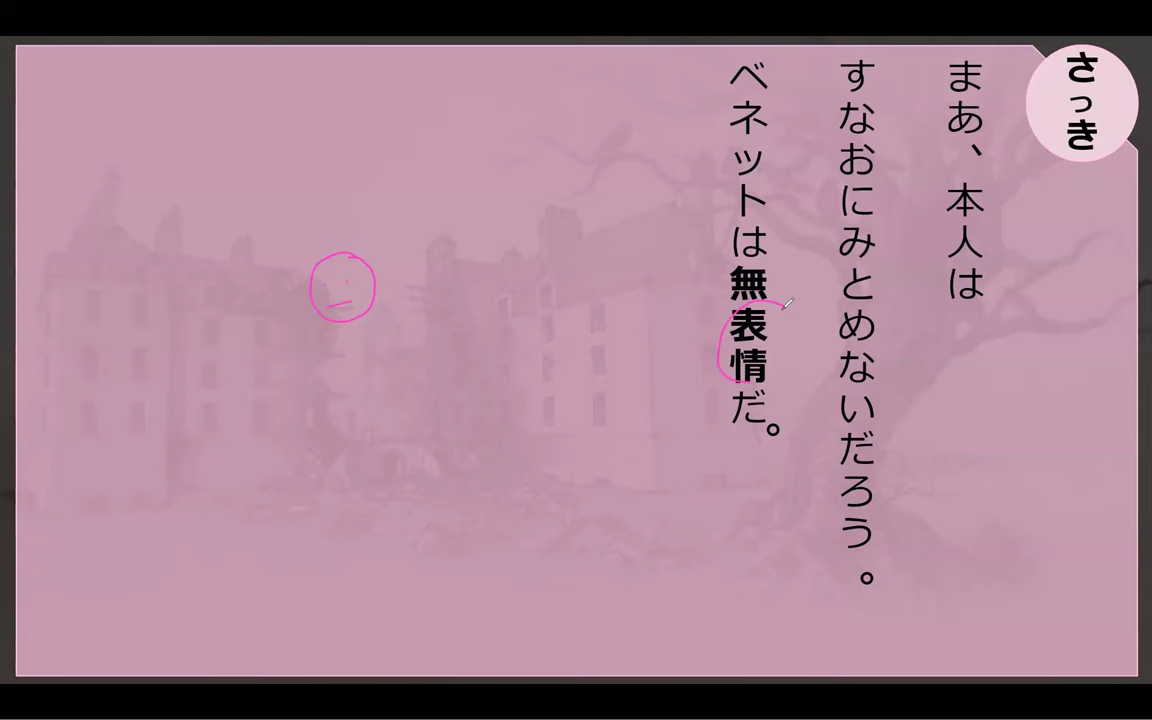 さっき
まあ、本人は
すなおにみとめないだろう。
ベネットは無表情だ。